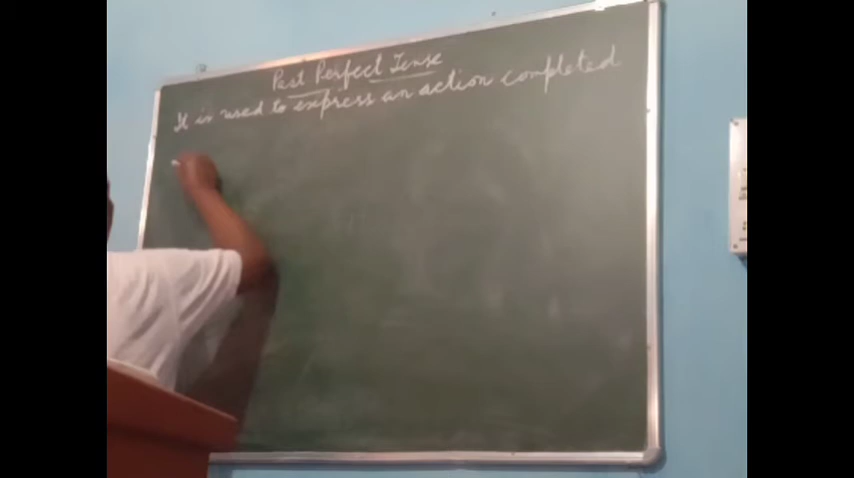 Past Perfect Tense
It is used to express an action completed